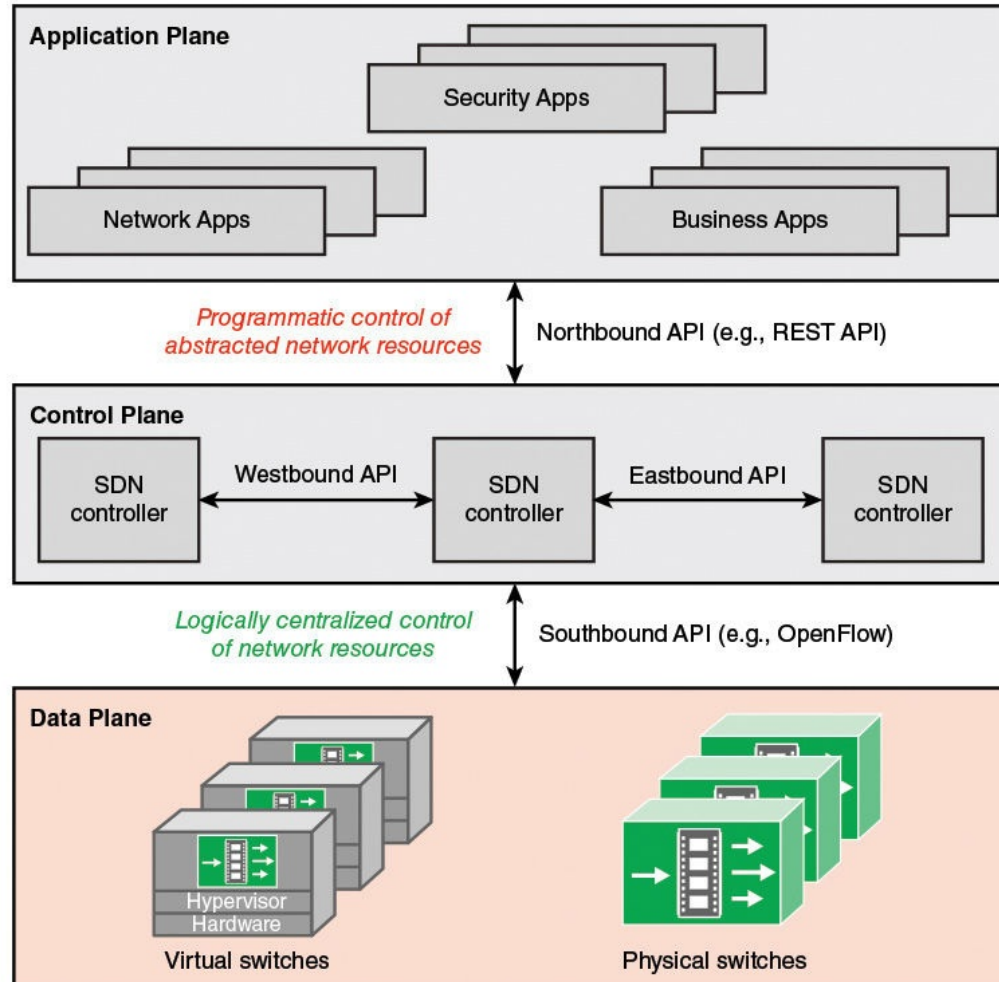 Application Plane
Security Apps
Network Apps
Business Apps
Programmatic control of
abstracted network resources
Northbound API (e.g., REST API)
Control Plane
SDN
controller
Westbound API
SDN
controller
Eastbound API
SDN
controller
Logically centralized control
of network resources
Southbound API (e.g., OpenFlow)
Data Plane
Hypervisor
Hardware
Virtual switches
Physical switches